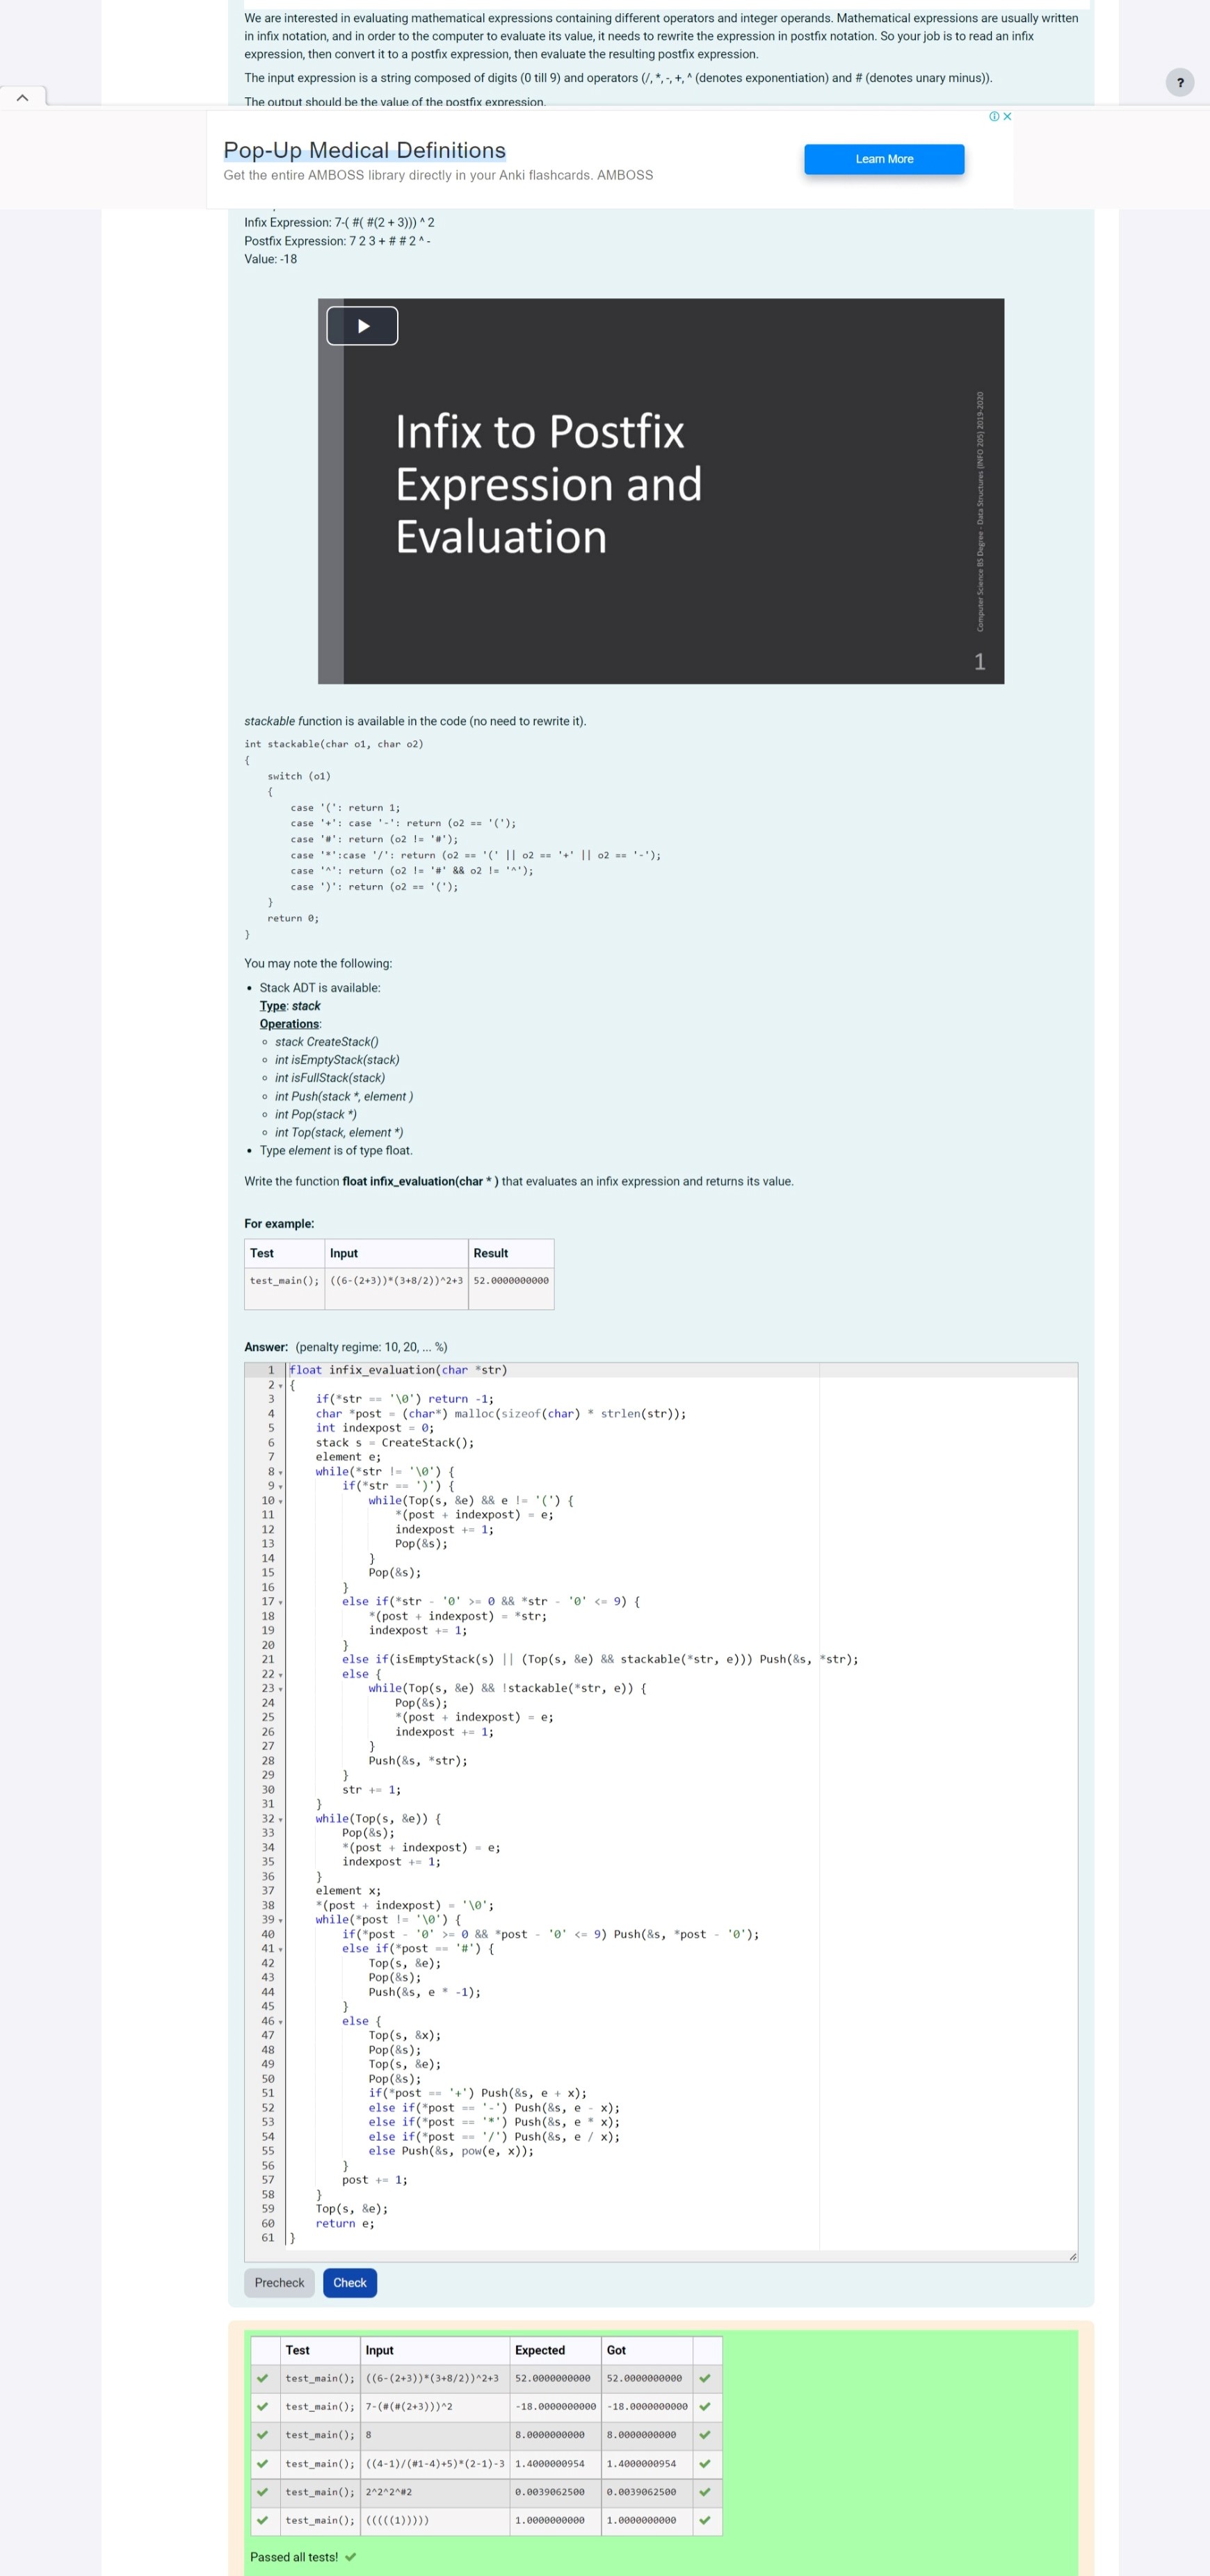 We are interested in evaluating mathematical expressions containing different operators and integer operands. Mathematical expressions are usually written
in infix notation, and in order to the computer to evaluate its value, it needs to rewrite the expression in postfix notation. So your job is to read an infix
expression, then convert it to a postfix expression, then evaluate the resulting postfix expression.
The input expression is a string composed of digits (0 till 9) and operators (/, *, -, +, ^ (denotes exponentiation) and # (denotes unary minus)).
?
The output should be the value of the postfix expression.
Pop-Up Medical Definitions
Get the entire AMBOSS library directly in your Anki flashcards. AMBOSS
Learn More
Infix Expression: 7-( #( #(2 + 3))) ^ 2
Postfix Expression: 7 2 3 + # # 2 ^ -
Value: -18
Infix to Postfix
Expression and
Evaluation
Computer Science BS Degree - Data Structures (INFO 205) 2019-2020
1
stackable function is available in the code (no need to rewrite it).
int stackable(char o1, char o2)
{
    switch (o1)
    {
        case '(': return 1;
        case '+': case '-': return (o2 == '(');
        case '#': return (o2 != '#');
        case '*':case '/': return (o2 == '(' || o2 == '+' || o2 == '-');
        case '^': return (o2 != '#' && o2 != '^');
        case ')': return (o2 == '(');
    }
    return 0;
}
You may note the following:
• Stack ADT is available:
Type: stack
Operations:
◦ stack CreateStack()
◦ int isEmptyStack(stack)
◦ int isFullStack(stack)
◦ int Push(stack *, element )
◦ int Pop(stack *)
◦ int Top(stack, element *)
• Type element is of type float.
Write the function float infix_evaluation(char * ) that evaluates an infix expression and returns its value.
For example:
Test Input Result
test_main(); ((6-(2+3))*(3+8/2))^2+3 52.0000000000
Answer: (penalty regime: 10, 20, ... %)
1 float infix_evaluation(char *str)
2 {
3     if(*str == '\0') return -1;
4     char *post = (char*) malloc(sizeof(char) * strlen(str));
5     int indexpost = 0;
6     stack s = CreateStack();
7     element e;
8     while(*str != '\0') {
9         if(*str == ')') {
10             while(Top(s, &e) && e != '(') {
11                 *(post + indexpost) = e;
12                 indexpost += 1;
13                 Pop(&s);
14             }
15             Pop(&s);
16         }
17         else if(*str - '0' >= 0 && *str - '0' <= 9) {
18             *(post + indexpost) = *str;
19             indexpost += 1;
20         }
21         else if(isEmptyStack(s) || (Top(s, &e) && stackable(*str, e))) Push(&s, *str);
22         else {
23             while(Top(s, &e) && !stackable(*str, e)) {
24                 Pop(&s);
25                 *(post + indexpost) = e;
26                 indexpost += 1;
27             }
28             Push(&s, *str);
29         }
30         str += 1;
31     }
32     while(Top(s, &e)) {
33         Pop(&s);
34         *(post + indexpost) = e;
35         indexpost += 1;
36     }
37     element x;
38     *(post + indexpost) = '\0';
39     while(*post != '\0') {
40         if(*post - '0' >= 0 && *post - '0' <= 9) Push(&s, *post - '0');
41         else if(*post == '#') {
42             Top(s, &e);
43             Pop(&s);
44             Push(&s, e * -1);
45         }
46         else {
47             Top(s, &x);
48             Pop(&s);
49             Top(s, &e);
50             Pop(&s);
51             if(*post == '+') Push(&s, e + x);
52             else if(*post == '-') Push(&s, e - x);
53             else if(*post == '*') Push(&s, e * x);
54             else if(*post == '/') Push(&s, e / x);
55             else Push(&s, pow(e, x));
56         }
57         post += 1;
58     }
59     Top(s, &e);
60     return e;
61 }
Precheck Check
Test Input Expected Got
test_main(); ((6-(2+3))*(3+8/2))^2+3 52.0000000000 52.0000000000
test_main(); 7-(#(#(2+3)))^2 -18.0000000000 -18.0000000000
test_main(); 8 8.0000000000 8.0000000000
test_main(); ((4-1)/(#1-4)+5)*(2-1)-3 1.4000000954 1.4000000954
test_main(); 2^2^2^#2 0.0039062500 0.0039062500
test_main(); (((((1))))) 1.0000000000 1.0000000000
Passed all tests!